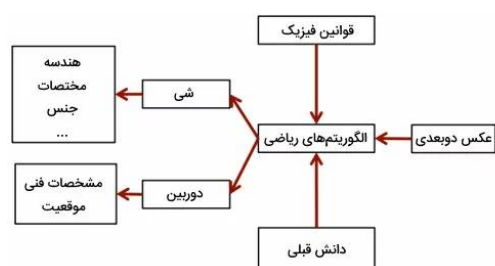 قوانین فیزیک
عکس دوبعدی
الگوریتم‌های ریاضی
دانش قبلی
شی
هندسه
مختصات
جنس
...
دوربین
مشخصات فنی
موقعیت